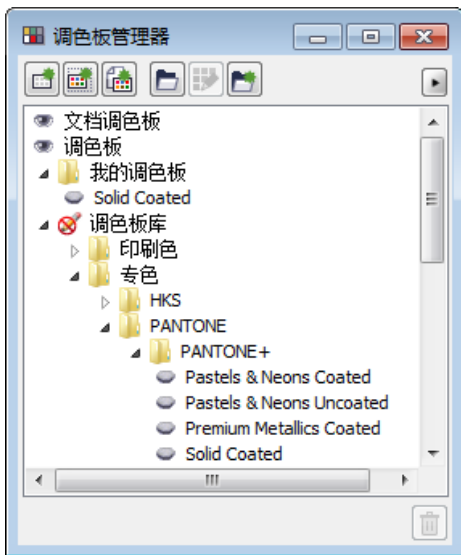 调色板管理器
文档调色板
调色板
我的调色板
Solid Coated
调色板库
印刷色
专色
HKS
PANTONE
PANTONE+
Pastels & Neons Coated
Pastels & Neons Uncoated
Premium Metallics Coated
Solid Coated